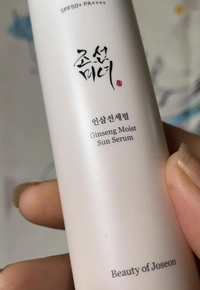 SPF50+ PA++++
조선
미녀
인삼선세럼
Ginseng Moist
Sun Serum
Beauty of Joseon